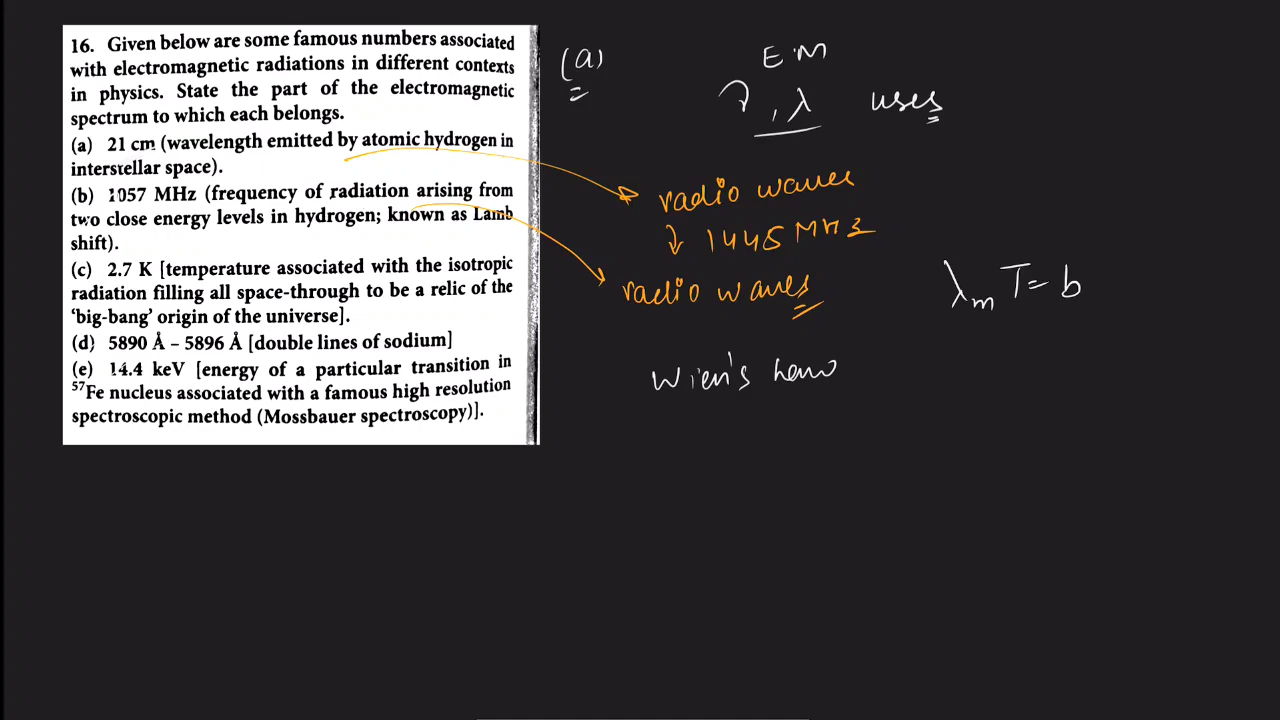 16. Given below are some famous numbers associated
with electromagnetic radiations in different contexts
in physics. State the part of the electromagnetic
spectrum to which each belongs.
(a) 21 cm (wavelength emitted by atomic hydrogen in
interstellar space).
(b) 1057 MHz (frequency of radiation arising from
two close energy levels in hydrogen; known as Lamb
shift).
(c) 2.7 K [temperature associated with the isotropic
radiation filling all space-through to be a relic of the
'big-bang' origin of the universe].
(d) 5890 Å – 5896 Å [double lines of sodium]
(e) 14.4 keV [energy of a particular transition in
⁵⁷Fe nucleus associated with a famous high resolution
spectroscopic method (Mossbauer spectroscopy)].
(a)
E.M
, λ uses
radio waves
↓ 1445 MHz
radio waves
λm T = b
Wien's